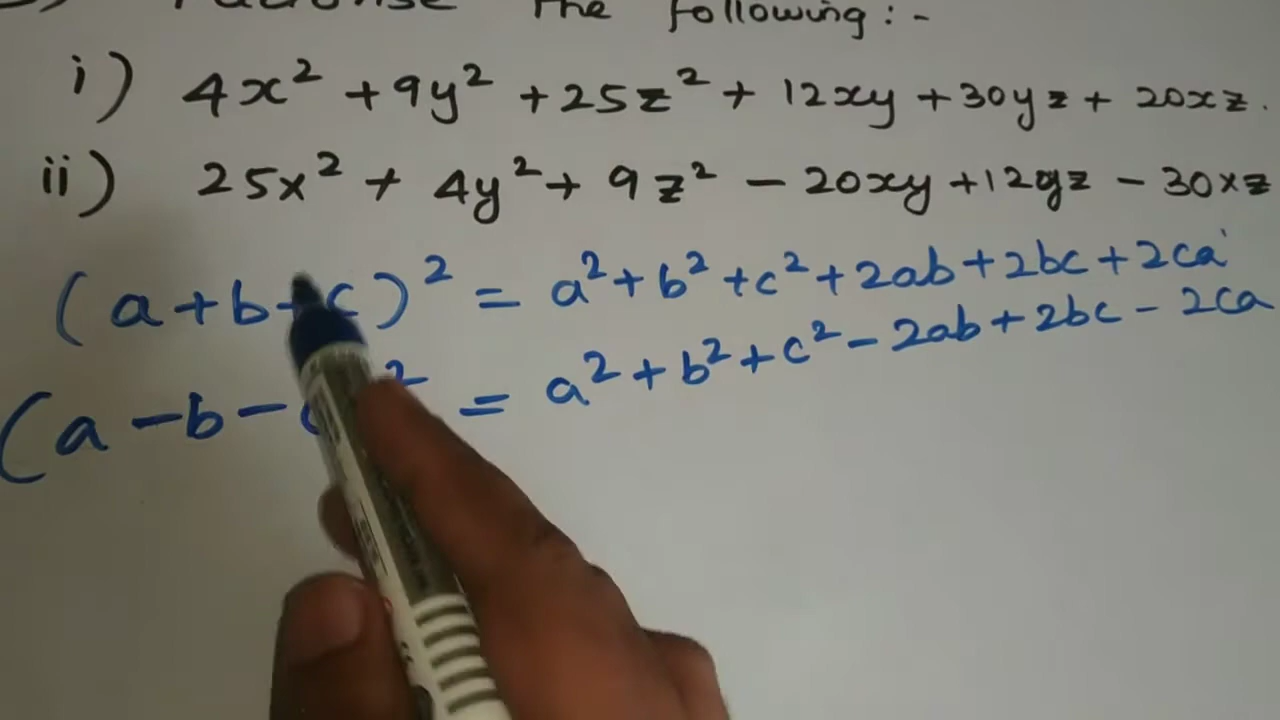 the following:-
i) 4x² + 9y² + 25z² + 12xy + 30yz + 20xz.
ii) 25x² + 4y² + 9z² - 20xy + 12yz - 30xz
(a+b+c)² = a² + b² + c² + 2ab + 2bc + 2ca
(a-b-c)² = a² + b² + c² - 2ab + 2bc - 2ca